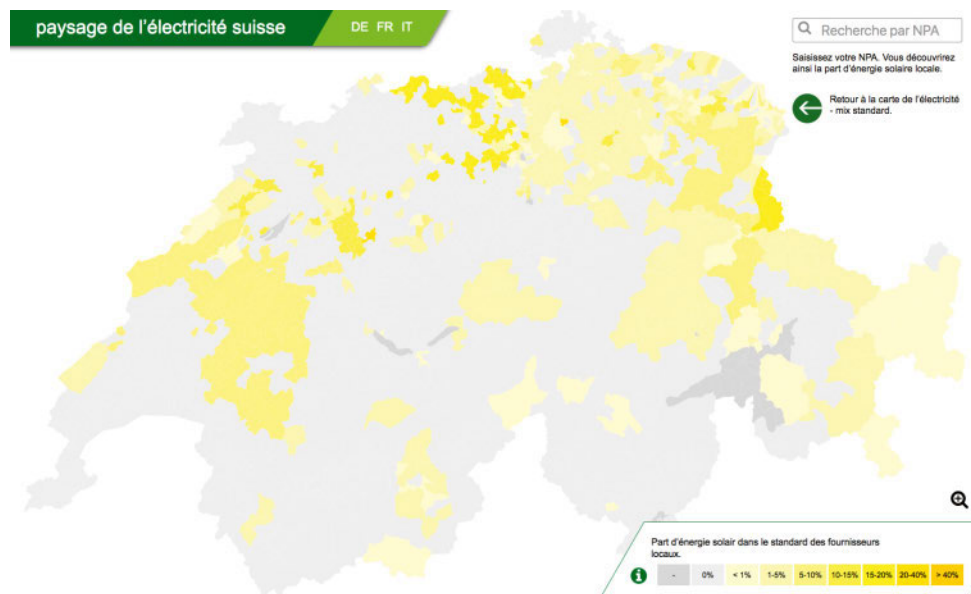 paysage de l'électricité suisse
DE FR IT
Recherche par NPA
Saisissez votre NPA. Vous découvrirez
ainsi la part d'énergie solaire locale.
Retour à la carte de l'électricité
- mix standard.
Part d'énergie solair dans le standard des fournisseurs
locaux.
- 0% < 1% 1-5% 5-10% 10-15% 15-20% 20-40% > 40%